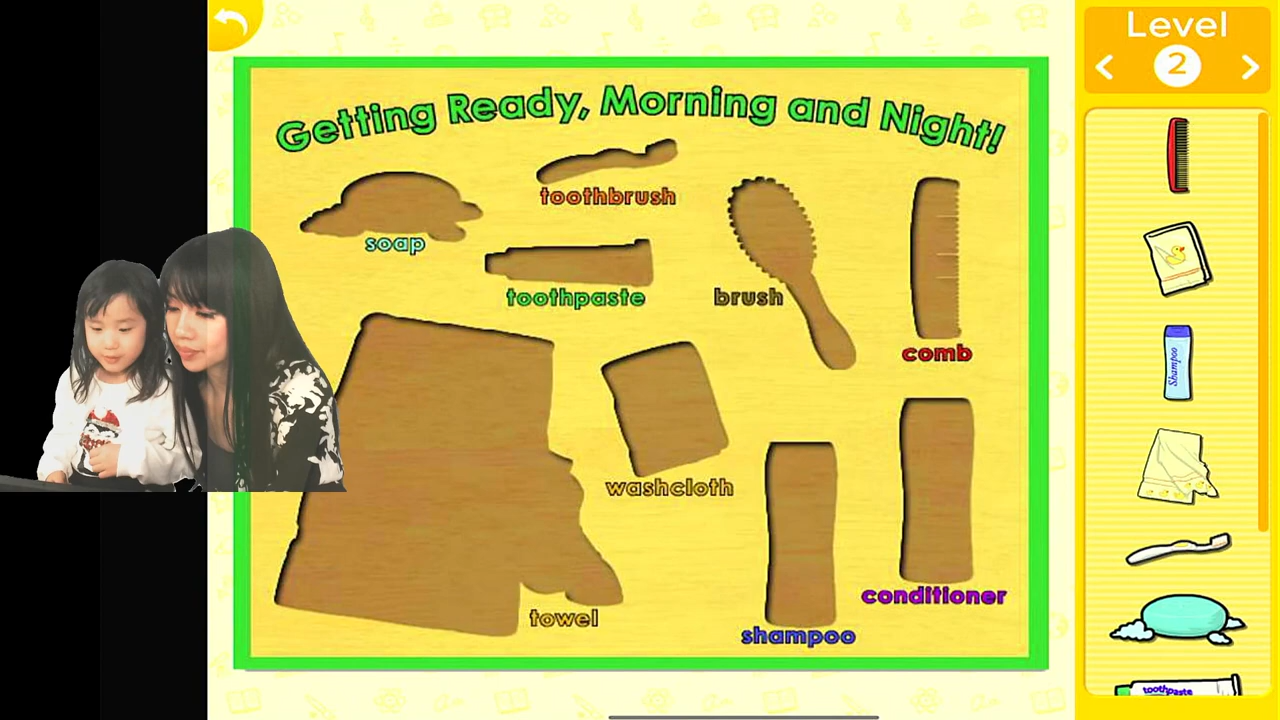 Level
2
Getting Ready, Morning and Night!
toothbrush
soap
toothpaste
brush
comb
washcloth
towel
conditioner
shampoo
Shampoo
toothpaste